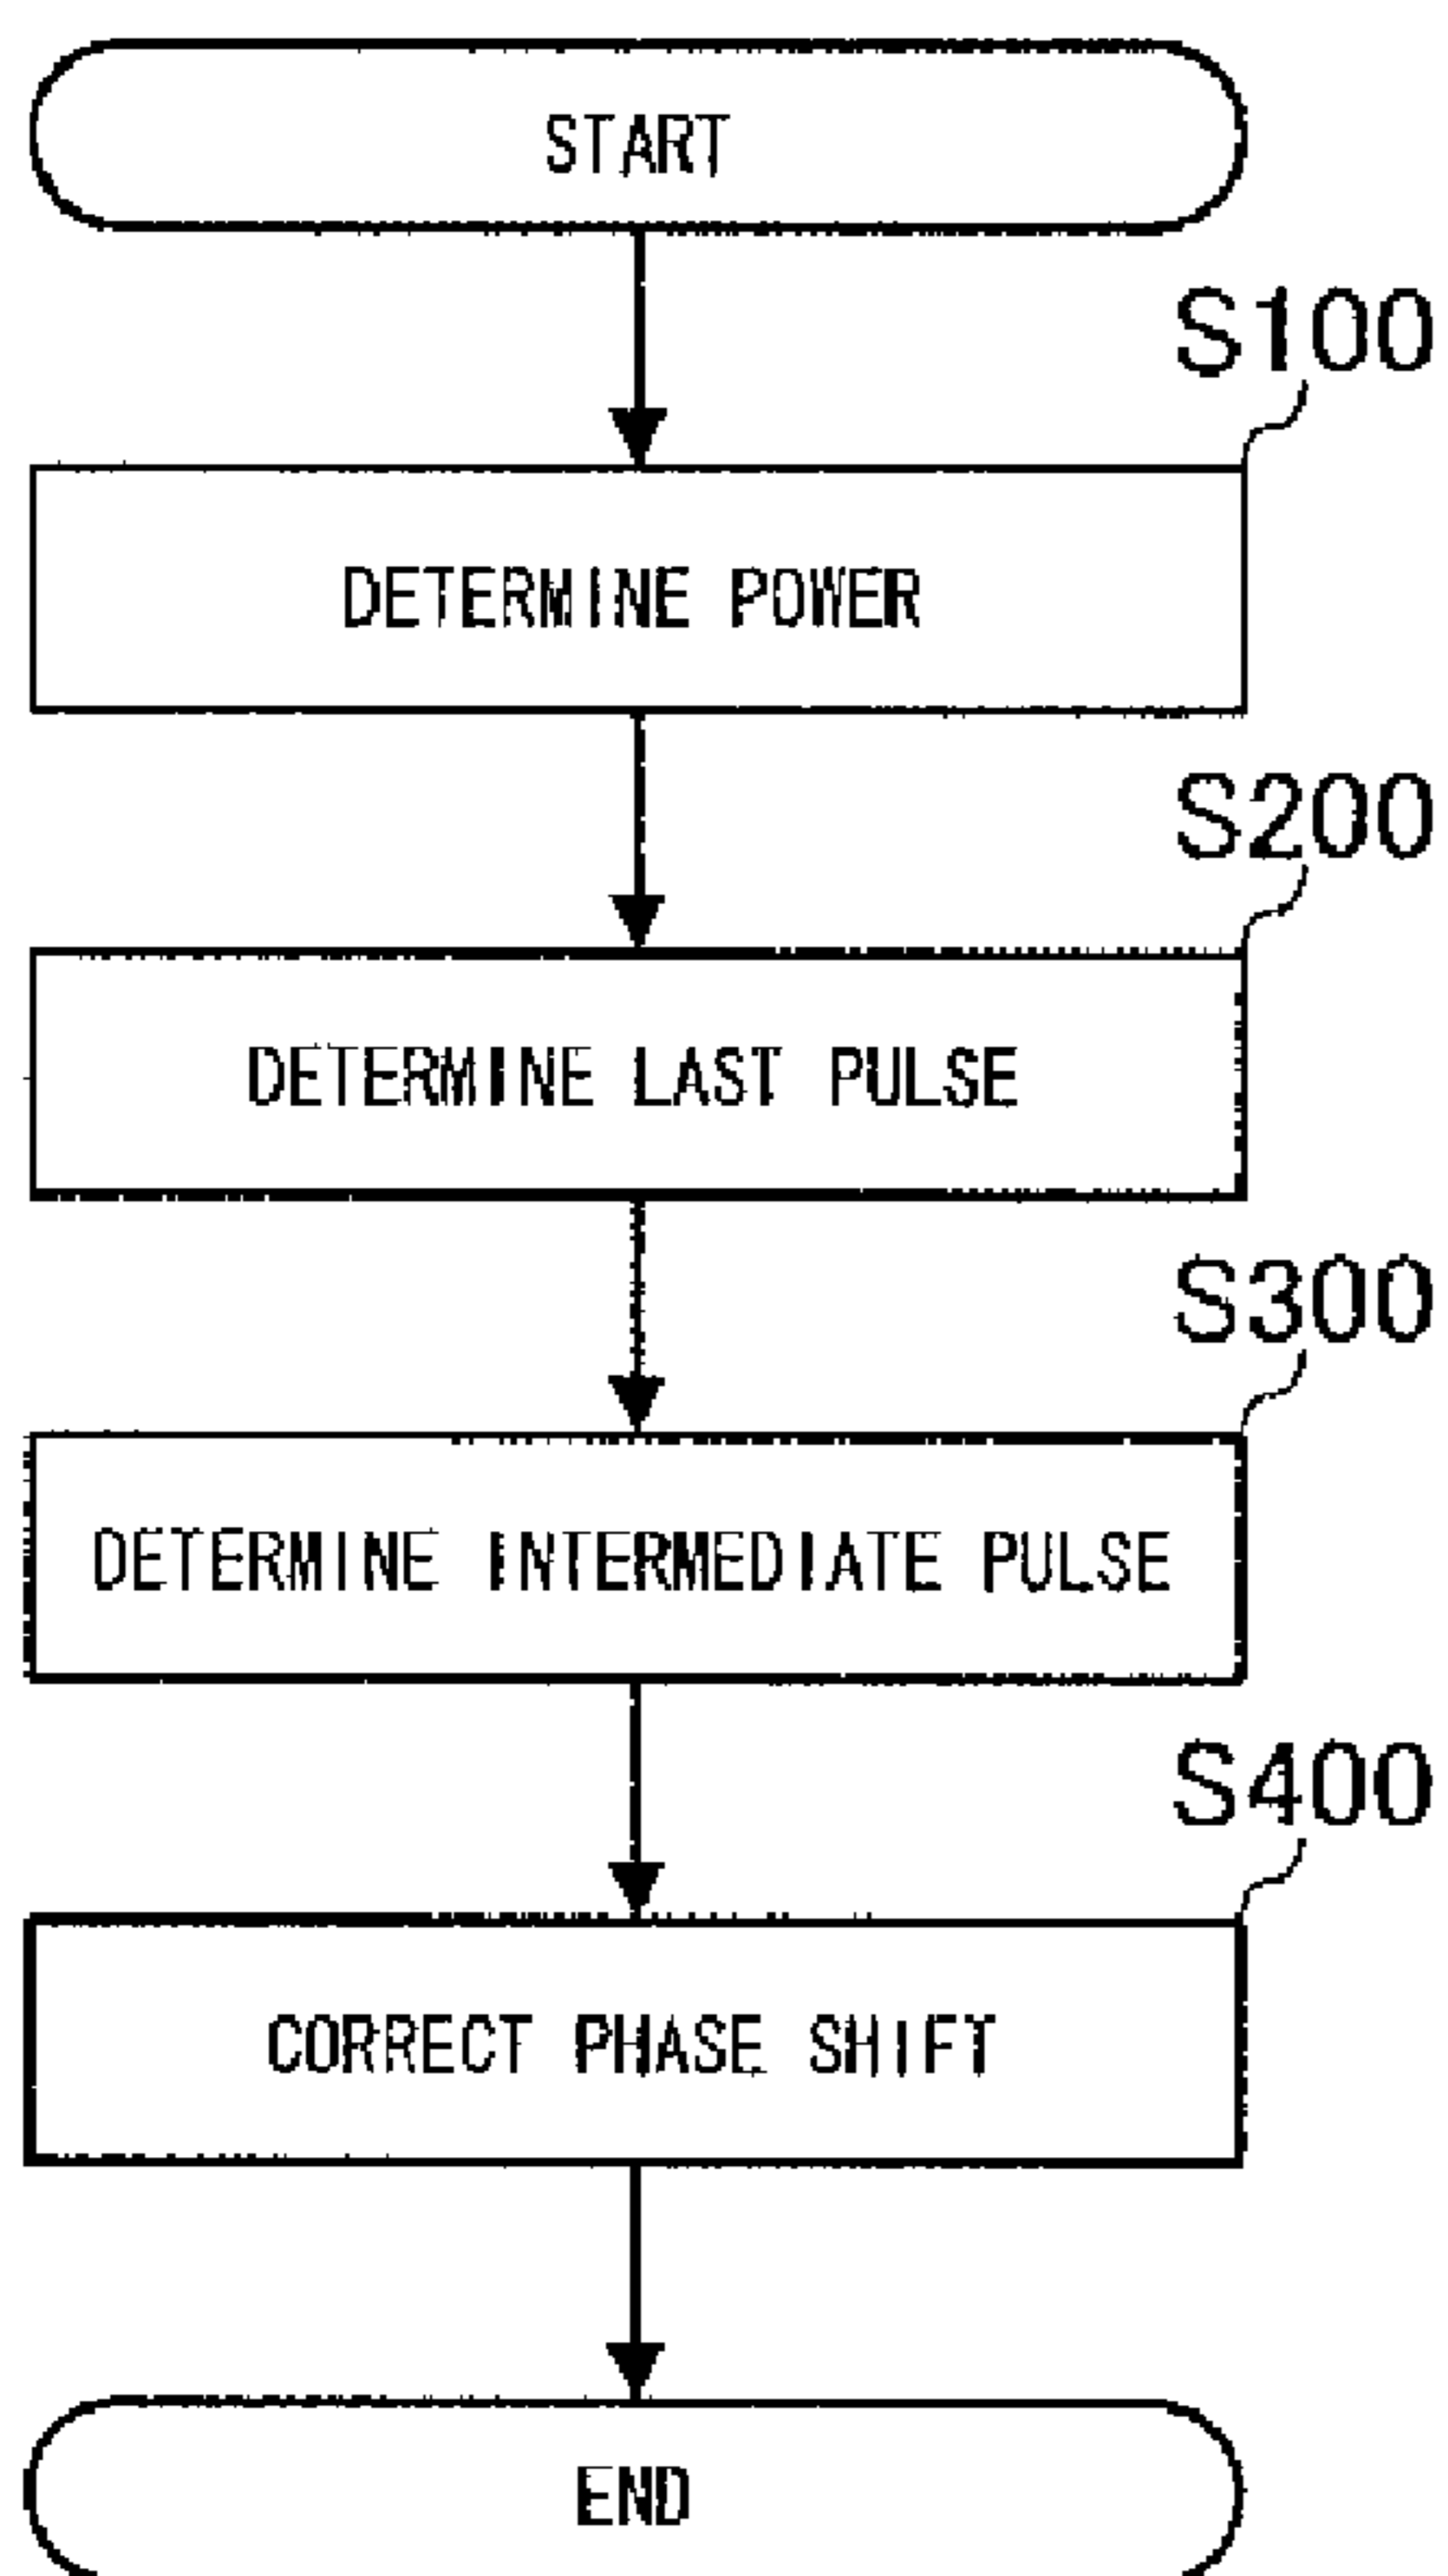 START
S100
DETERMINE POWER
S200
DETERMINE LAST PULSE
S300
DETERMINE INTERMEDIATE PULSE
S400
CORRECT PHASE SHIFT
END